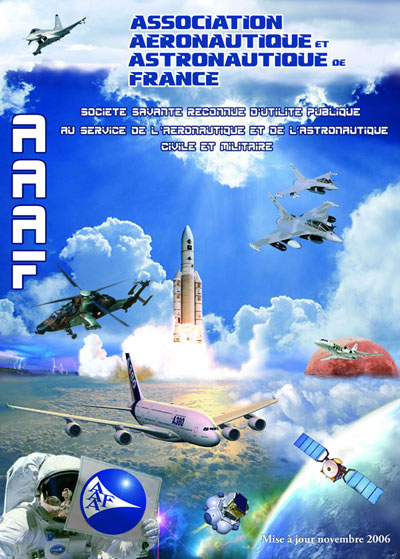 ASSOCIATION
AERONAUTIQUE ET
ASTRONAUTIQUE DE
FRANCE
SOCIETE SAVANTE RECONNUE D'UTILITE PUBLIQUE
AU SERVICE DE L'AERONAUTIQUE ET DE L'ASTRONAUTIQUE
CIVILE ET MILITAIRE
AAAF
A380
AAAF
Mise à jour novembre 2006